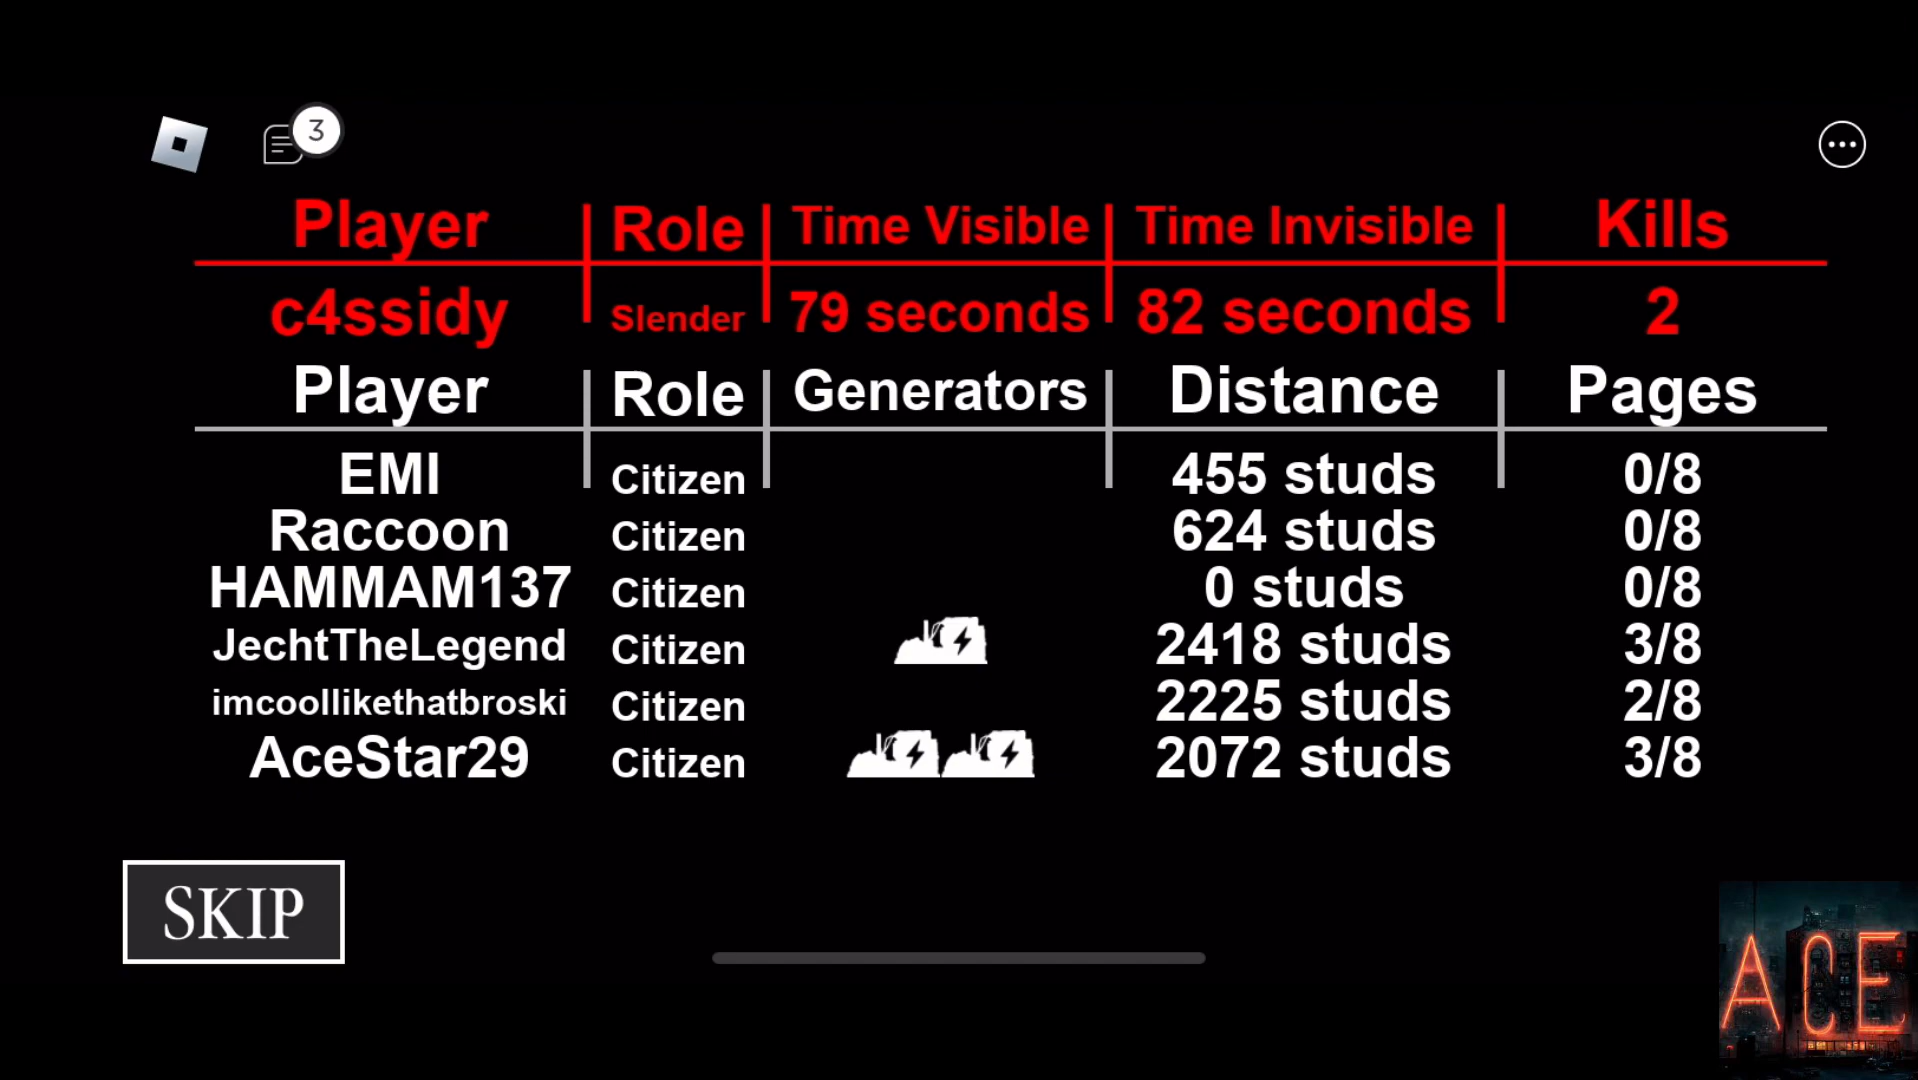 3
Player Role Time Visible Time Invisible Kills
c4ssidy Slender 79 seconds 82 seconds 2
Player Role Generators Distance Pages
EMI Citizen 455 studs 0/8
Raccoon Citizen 624 studs 0/8
HAMMAM137 Citizen 0 studs 0/8
JechtTheLegend Citizen 2418 studs 3/8
imcoollikethatbroski Citizen 2225 studs 2/8
AceStar29 Citizen 2072 studs 3/8
SKIP
ACE